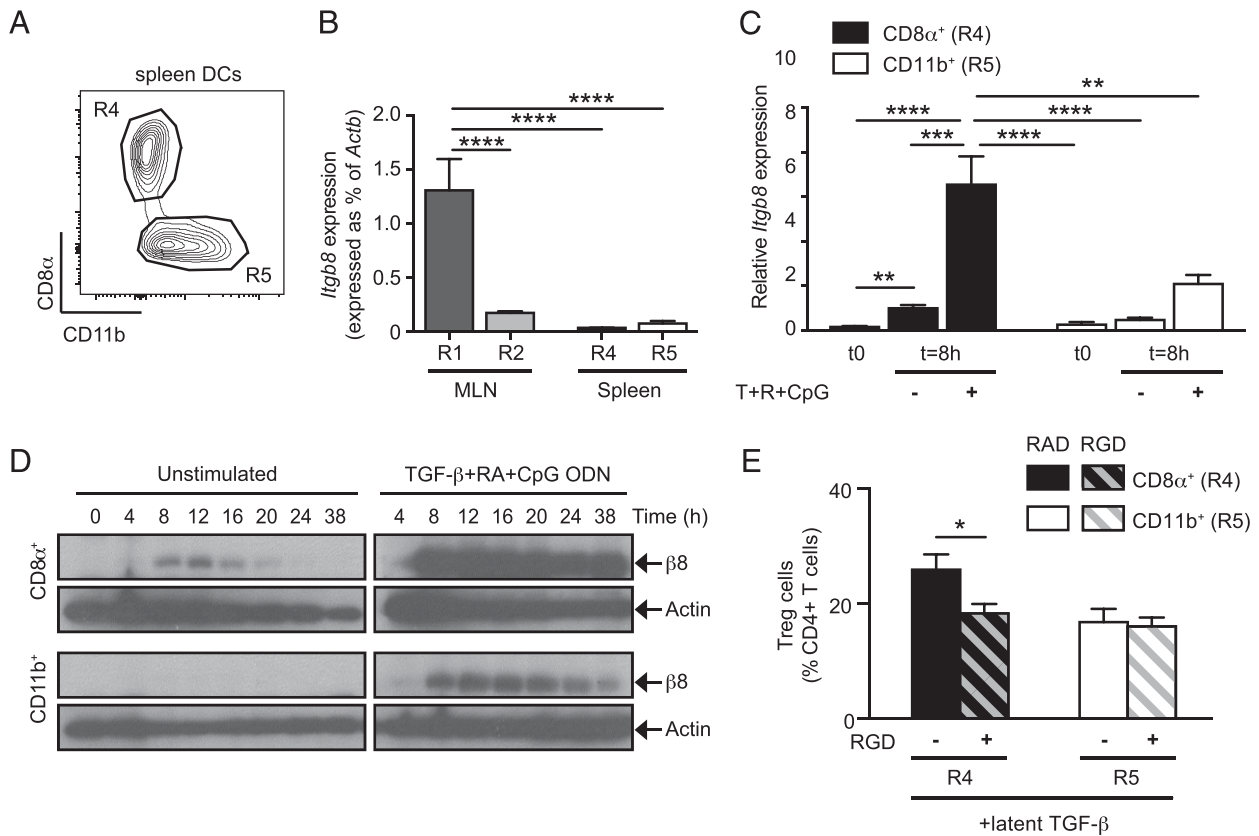 A
spleen DCs
R4
R5
CD8α
CD11b
B
Itgb8 expression
(expressed as % of Actb)
2.0
1.5
1.0
0.5
0
****
****
****
R1
R2
R4
R5
MLN
Spleen
C
CD8α⁺ (R4)
CD11b⁺ (R5)
Relative Itgb8 expression
10
8
6
4
2
0
**
****
****
***
****
**
t0
t=8h
t0
t=8h
T+R+CpG
-
+
-
+
D
Unstimulated
TGF-β+RA+CpG ODN
0 4 8 12 16 20 24 38
4 8 12 16 20 24 38 Time (h)
CD8α⁺
β8
Actin
CD11b⁺
β8
Actin
E
RAD RGD
CD8α⁺ (R4)
CD11b⁺ (R5)
Treg cells
(% CD4+ T cells)
40
20
0
*
RGD
-
+
-
+
R4
R5
+latent TGF-β